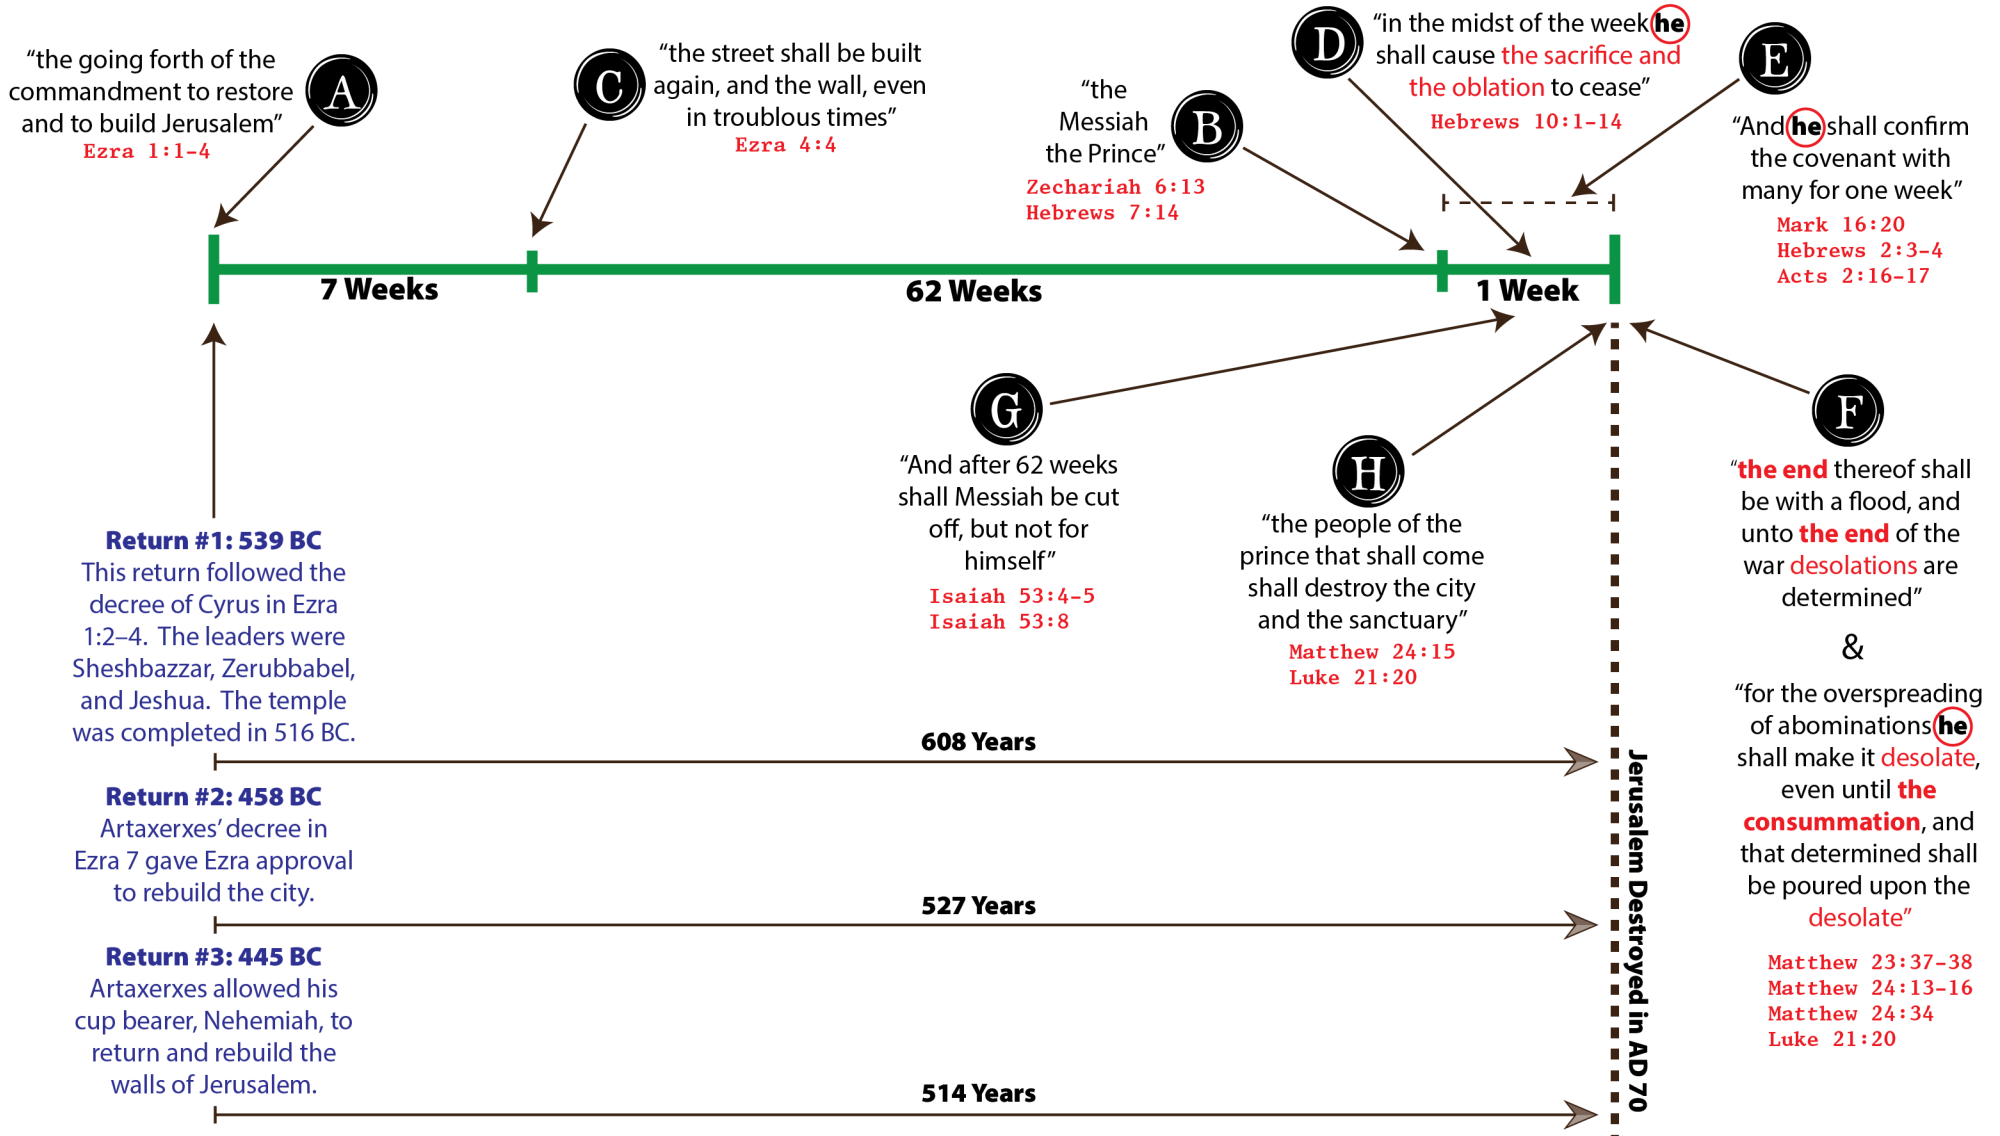 “the going forth of the
commandment to restore
and to build Jerusalem”
Ezra 1:1-4
A
C
“the street shall be built
again, and the wall, even
in troublous times”
Ezra 4:4
“the
Messiah
the Prince”
Zechariah 6:13
Hebrews 7:14
B
D
“in the midst of the week he
shall cause the sacrifice and
the oblation to cease”
Hebrews 10:1-14
E
“And he shall confirm
the covenant with
many for one week”
Mark 16:20
Hebrews 2:3-4
Acts 2:16-17
7 Weeks
62 Weeks
1 Week
G
“And after 62 weeks
shall Messiah be cut
off, but not for
himself”
Isaiah 53:4-5
Isaiah 53:8
H
“the people of the
prince that shall come
shall destroy the city
and the sanctuary”
Matthew 24:15
Luke 21:20
F
“the end thereof shall
be with a flood, and
unto the end of the
war desolations are
determined”
&
“for the overspreading
of abominations he
shall make it desolate,
even until the
consummation, and
that determined shall
be poured upon the
desolate”
Matthew 23:37-38
Matthew 24:13-16
Matthew 24:34
Luke 21:20
Return #1: 539 BC
This return followed the
decree of Cyrus in Ezra
1:2–4. The leaders were
Sheshbazzar, Zerubbabel,
and Jeshua. The temple
was completed in 516 BC.
608 Years
Return #2: 458 BC
Artaxerxes’ decree in
Ezra 7 gave Ezra approval
to rebuild the city.
527 Years
Return #3: 445 BC
Artaxerxes allowed his
cup bearer, Nehemiah, to
return and rebuild the
walls of Jerusalem.
514 Years
Jerusalem Destroyed in AD 70